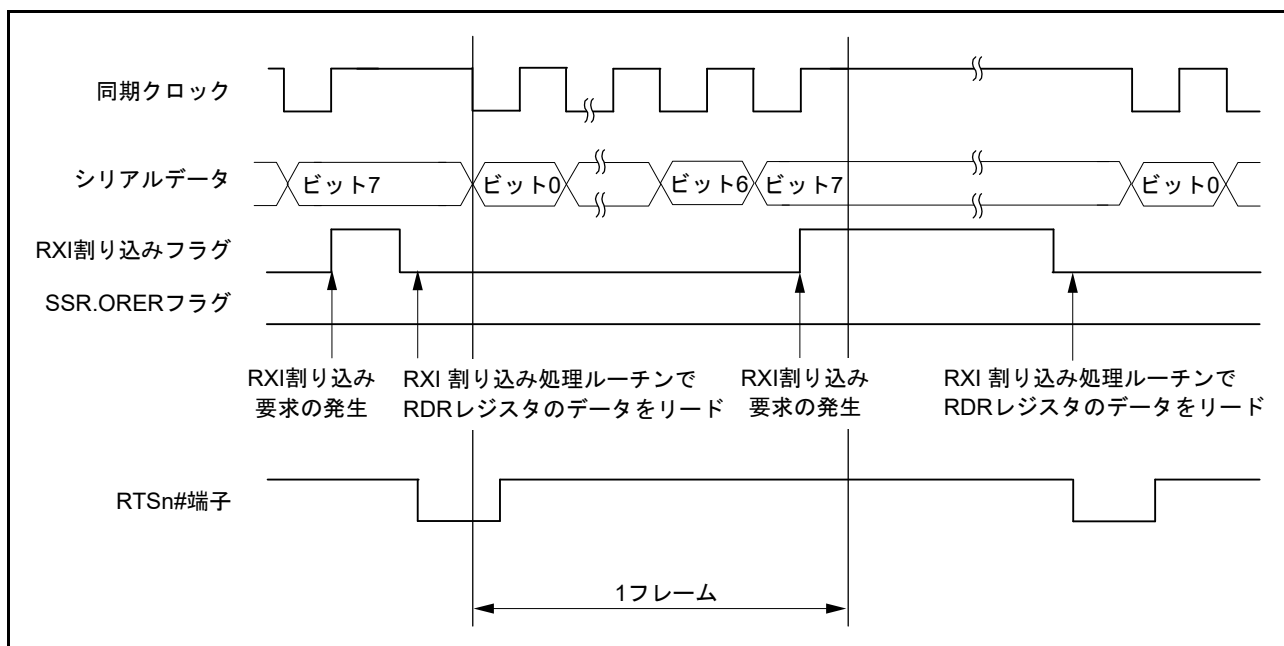 同期クロック
シリアルデータ
ビット7
ビット0
ビット6
ビット7
ビット0
RXI割り込みフラグ
SSR.ORERフラグ
RXI割り込み
要求の発生
RXI 割り込み処理ルーチンで
RDRレジスタのデータをリード
RXI割り込み
要求の発生
RXI 割り込み処理ルーチンで
RDRレジスタのデータをリード
RTSn#端子
1フレーム